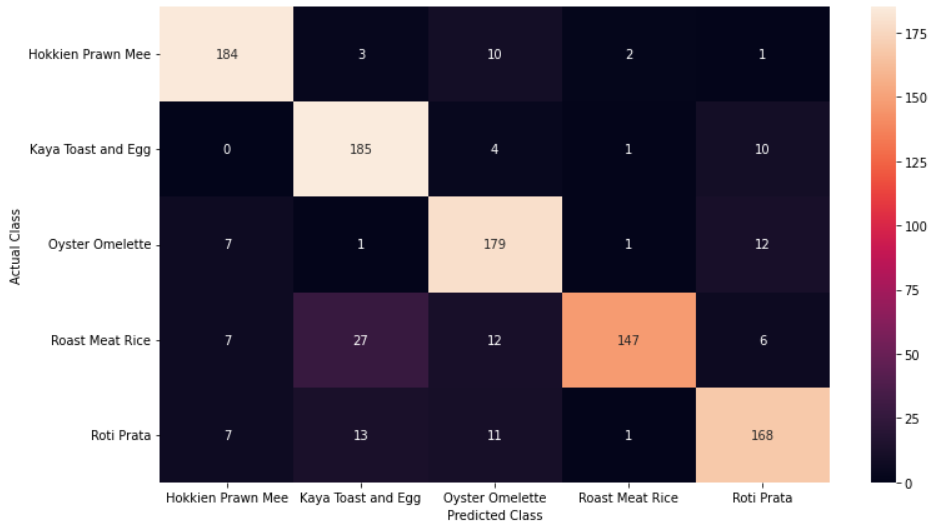 Actual Class
Hokkien Prawn Mee 184 3 10 2 1
Kaya Toast and Egg 0 185 4 1 10
Oyster Omelette 7 1 179 1 12
Roast Meat Rice 7 27 12 147 6
Roti Prata 7 13 11 1 168
Hokkien Prawn Mee Kaya Toast and Egg Oyster Omelette Roast Meat Rice Roti Prata
Predicted Class
175
150
125
100
75
50
25
0